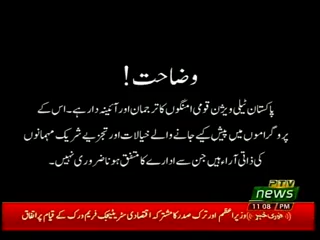 وضاحت!
پاکستان ٹیلی ویژن قومی امنگوں کا ترجمان اور آئینہ دار ہے۔ اس کے
پروگراموں میں پیش کیے جانے والے خیالات اور تجزیے شریک مہمانوں
کی ذاتی آراء ہیں جن سے ادارے کا متفق ہونا ضروری نہیں۔
PTV
news
11:08 PM
وزیراعظم اور ترک صدر کا مشترکہ اقتصادی سٹریٹیجک فریم ورک کے قیام پر اتفاق